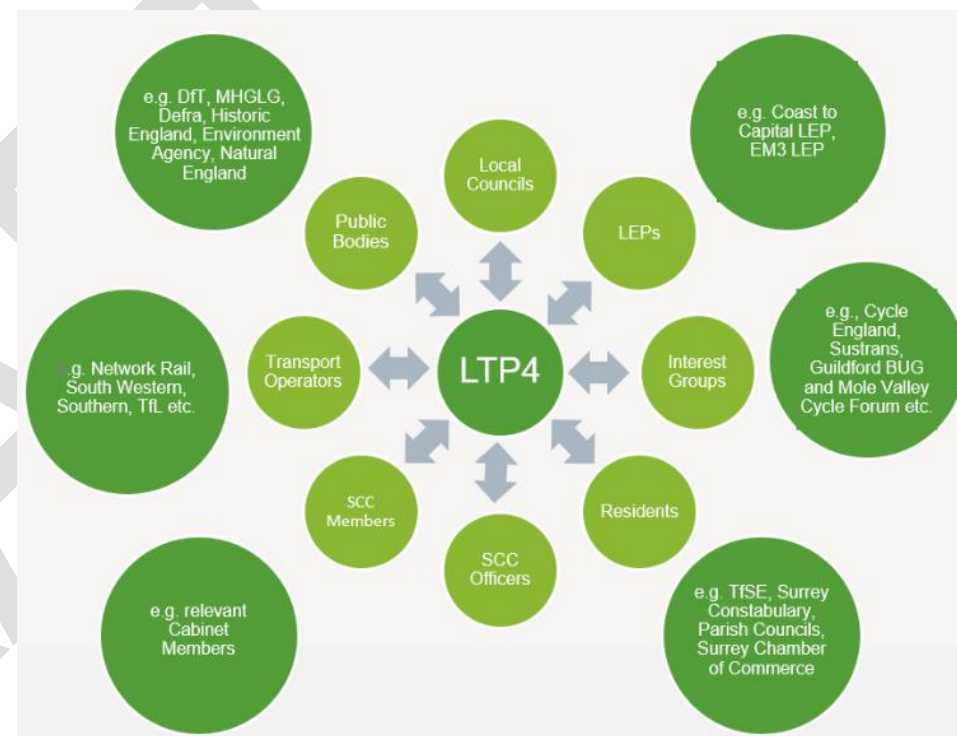 e.g. DfT, MHGLG,
Defra, Historic
England, Environment
Agency, Natural
England
Local
Councils
e.g. Coast to
Capital LEP,
EM3 LEP
Public
Bodies
LEPs
e.g. Network Rail,
South Western,
Southern, TfL etc.
Transport
Operators
LTP4
Interest
Groups
e.g., Cycle
England,
Sustrans,
Guildford BUG
and Mole Valley
Cycle Forum etc.
SCC
Members
SCC
Officers
Residents
e.g. relevant
Cabinet
Members
e.g. TfSE, Surrey
Constabulary,
Parish Councils,
Surrey Chamber
of Commerce